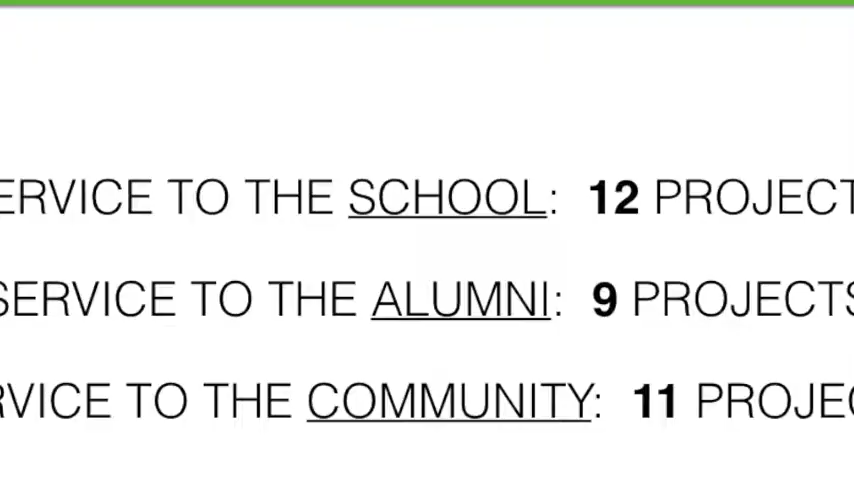 ERVICE TO THE SCHOOL: 12 PROJECT
SERVICE TO THE ALUMNI: 9 PROJECTS
RVICE TO THE COMMUNITY: 11 PROJEC